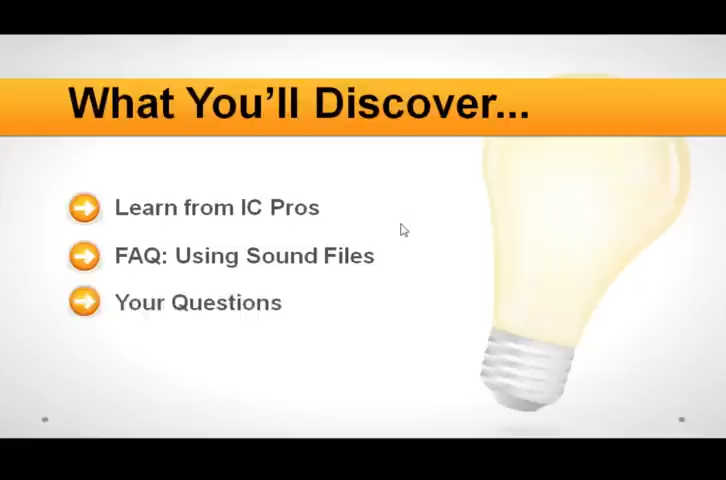 What You’ll Discover...
Learn from IC Pros
FAQ: Using Sound Files
Your Questions